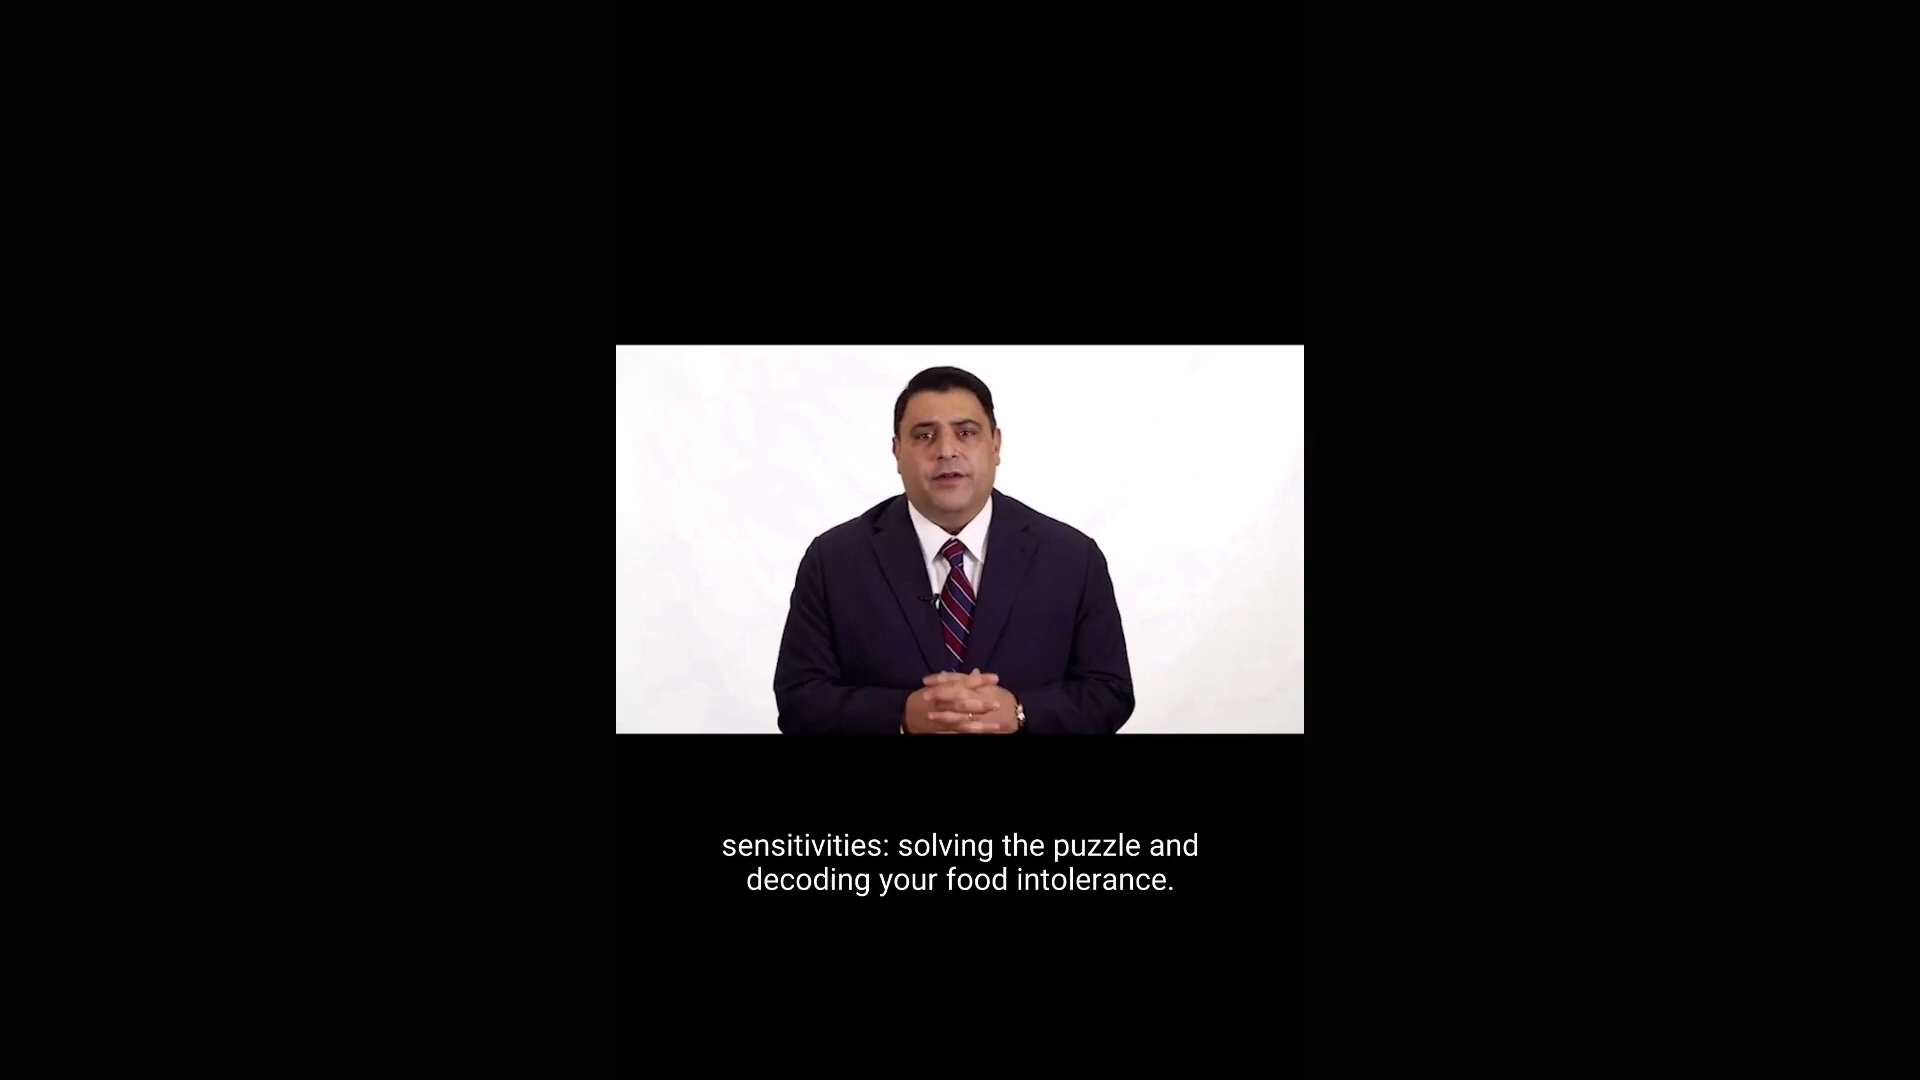 sensitivities: solving the puzzle and
decoding your food intolerance.